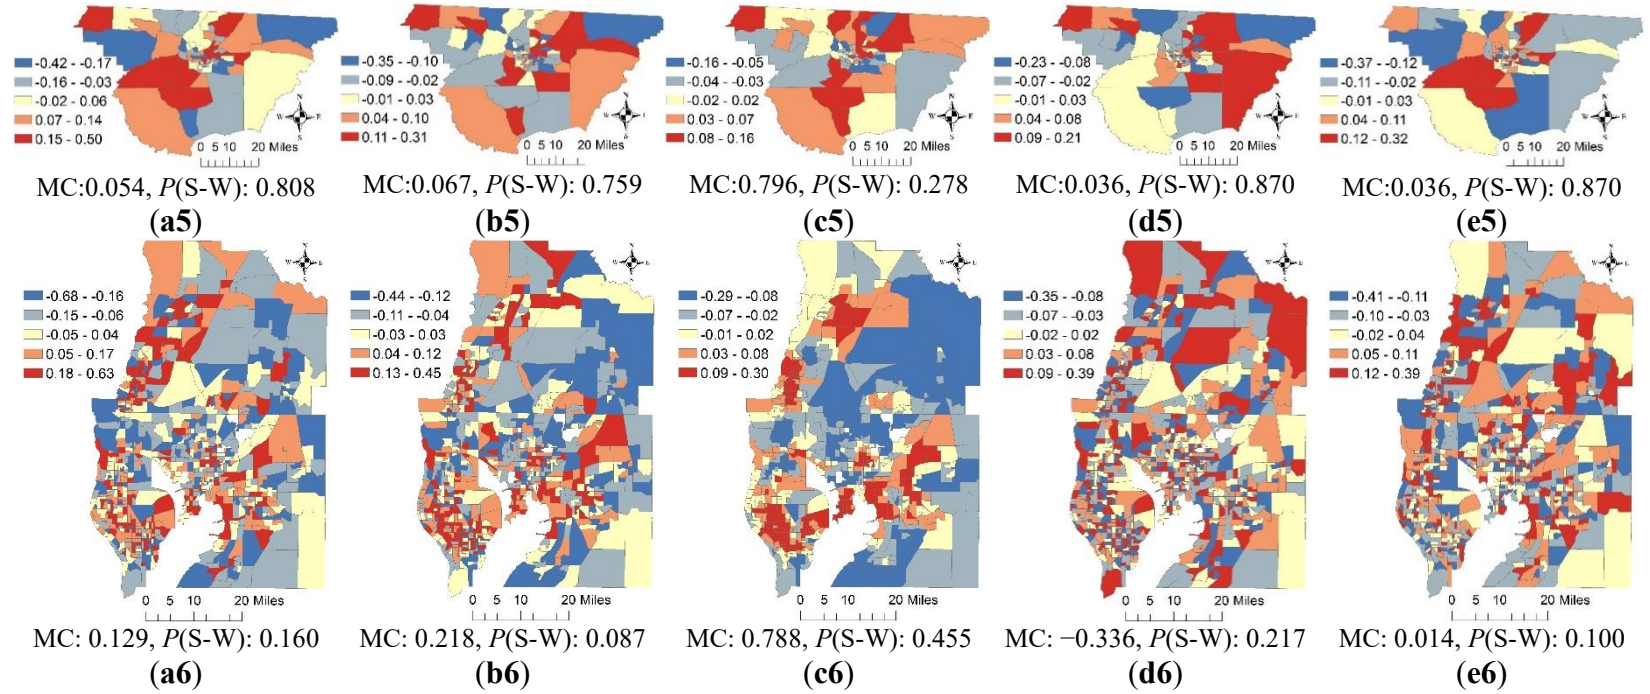 -0.42 - -0.17
-0.16 - -0.03
-0.02 - 0.06
0.07 - 0.14
0.15 - 0.50
N
W E
S
0 5 10 20 Miles
MC:0.054, P(S-W): 0.808
(a5)
-0.35 - -0.10
-0.09 - -0.02
-0.01 - 0.03
0.04 - 0.10
0.11 - 0.31
N
W E
S
0 5 10 20 Miles
MC:0.067, P(S-W): 0.759
(b5)
-0.16 - -0.05
-0.04 - -0.03
-0.02 - 0.02
0.03 - 0.07
0.08 - 0.16
N
W E
S
0 5 10 20 Miles
MC:0.796, P(S-W): 0.278
(c5)
-0.23 - -0.08
-0.07 - -0.02
-0.01 - 0.03
0.04 - 0.08
0.09 - 0.21
N
W E
S
0 5 10 20 Miles
MC:0.036, P(S-W): 0.870
(d5)
-0.37 - -0.12
-0.11 - -0.02
-0.01 - 0.03
0.04 - 0.11
0.12 - 0.32
N
W E
S
0 5 10 20 Miles
MC:0.036, P(S-W): 0.870
(e5)
-0.68 - -0.16
-0.15 - -0.06
-0.05 - 0.04
0.05 - 0.17
0.18 - 0.63
N
W E
S
0 5 10 20 Miles
MC: 0.129, P(S-W): 0.160
(a6)
-0.44 - -0.12
-0.11 - -0.04
-0.03 - 0.03
0.04 - 0.12
0.13 - 0.45
N
W E
S
0 5 10 20 Miles
MC: 0.218, P(S-W): 0.087
(b6)
-0.29 - -0.08
-0.07 - -0.02
-0.01 - 0.02
0.03 - 0.08
0.09 - 0.30
N
W E
S
0 5 10 20 Miles
MC: 0.788, P(S-W): 0.455
(c6)
-0.35 - -0.08
-0.07 - -0.03
-0.02 - 0.02
0.03 - 0.08
0.09 - 0.39
N
W E
S
0 5 10 20 Miles
MC: −0.336, P(S-W): 0.217
(d6)
-0.41 - -0.11
-0.10 - -0.03
-0.02 - 0.04
0.05 - 0.11
0.12 - 0.39
N
W E
S
0 5 10 20 Miles
MC: 0.014, P(S-W): 0.100
(e6)